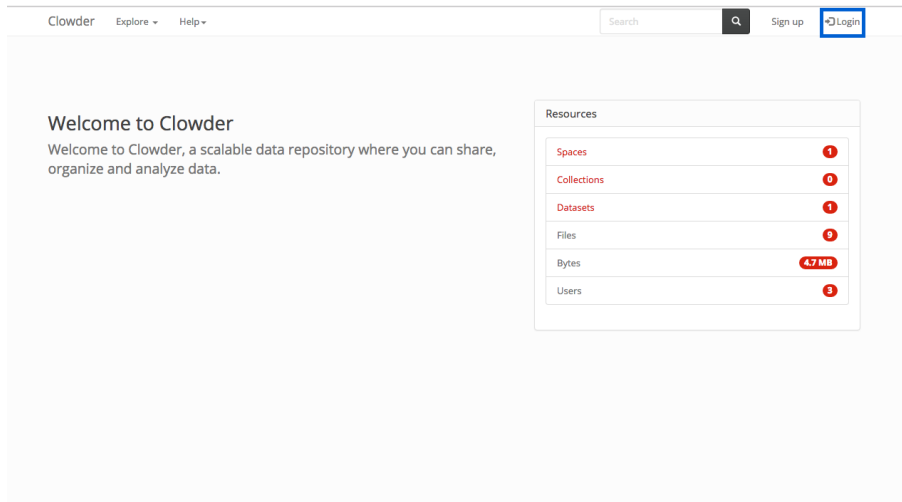 Clowder Explore Help Search Sign up Login
Welcome to Clowder
Welcome to Clowder, a scalable data repository where you can share,
organize and analyze data.
Resources
Spaces 1
Collections 0
Datasets 1
Files 9
Bytes 4.7 MB
Users 3